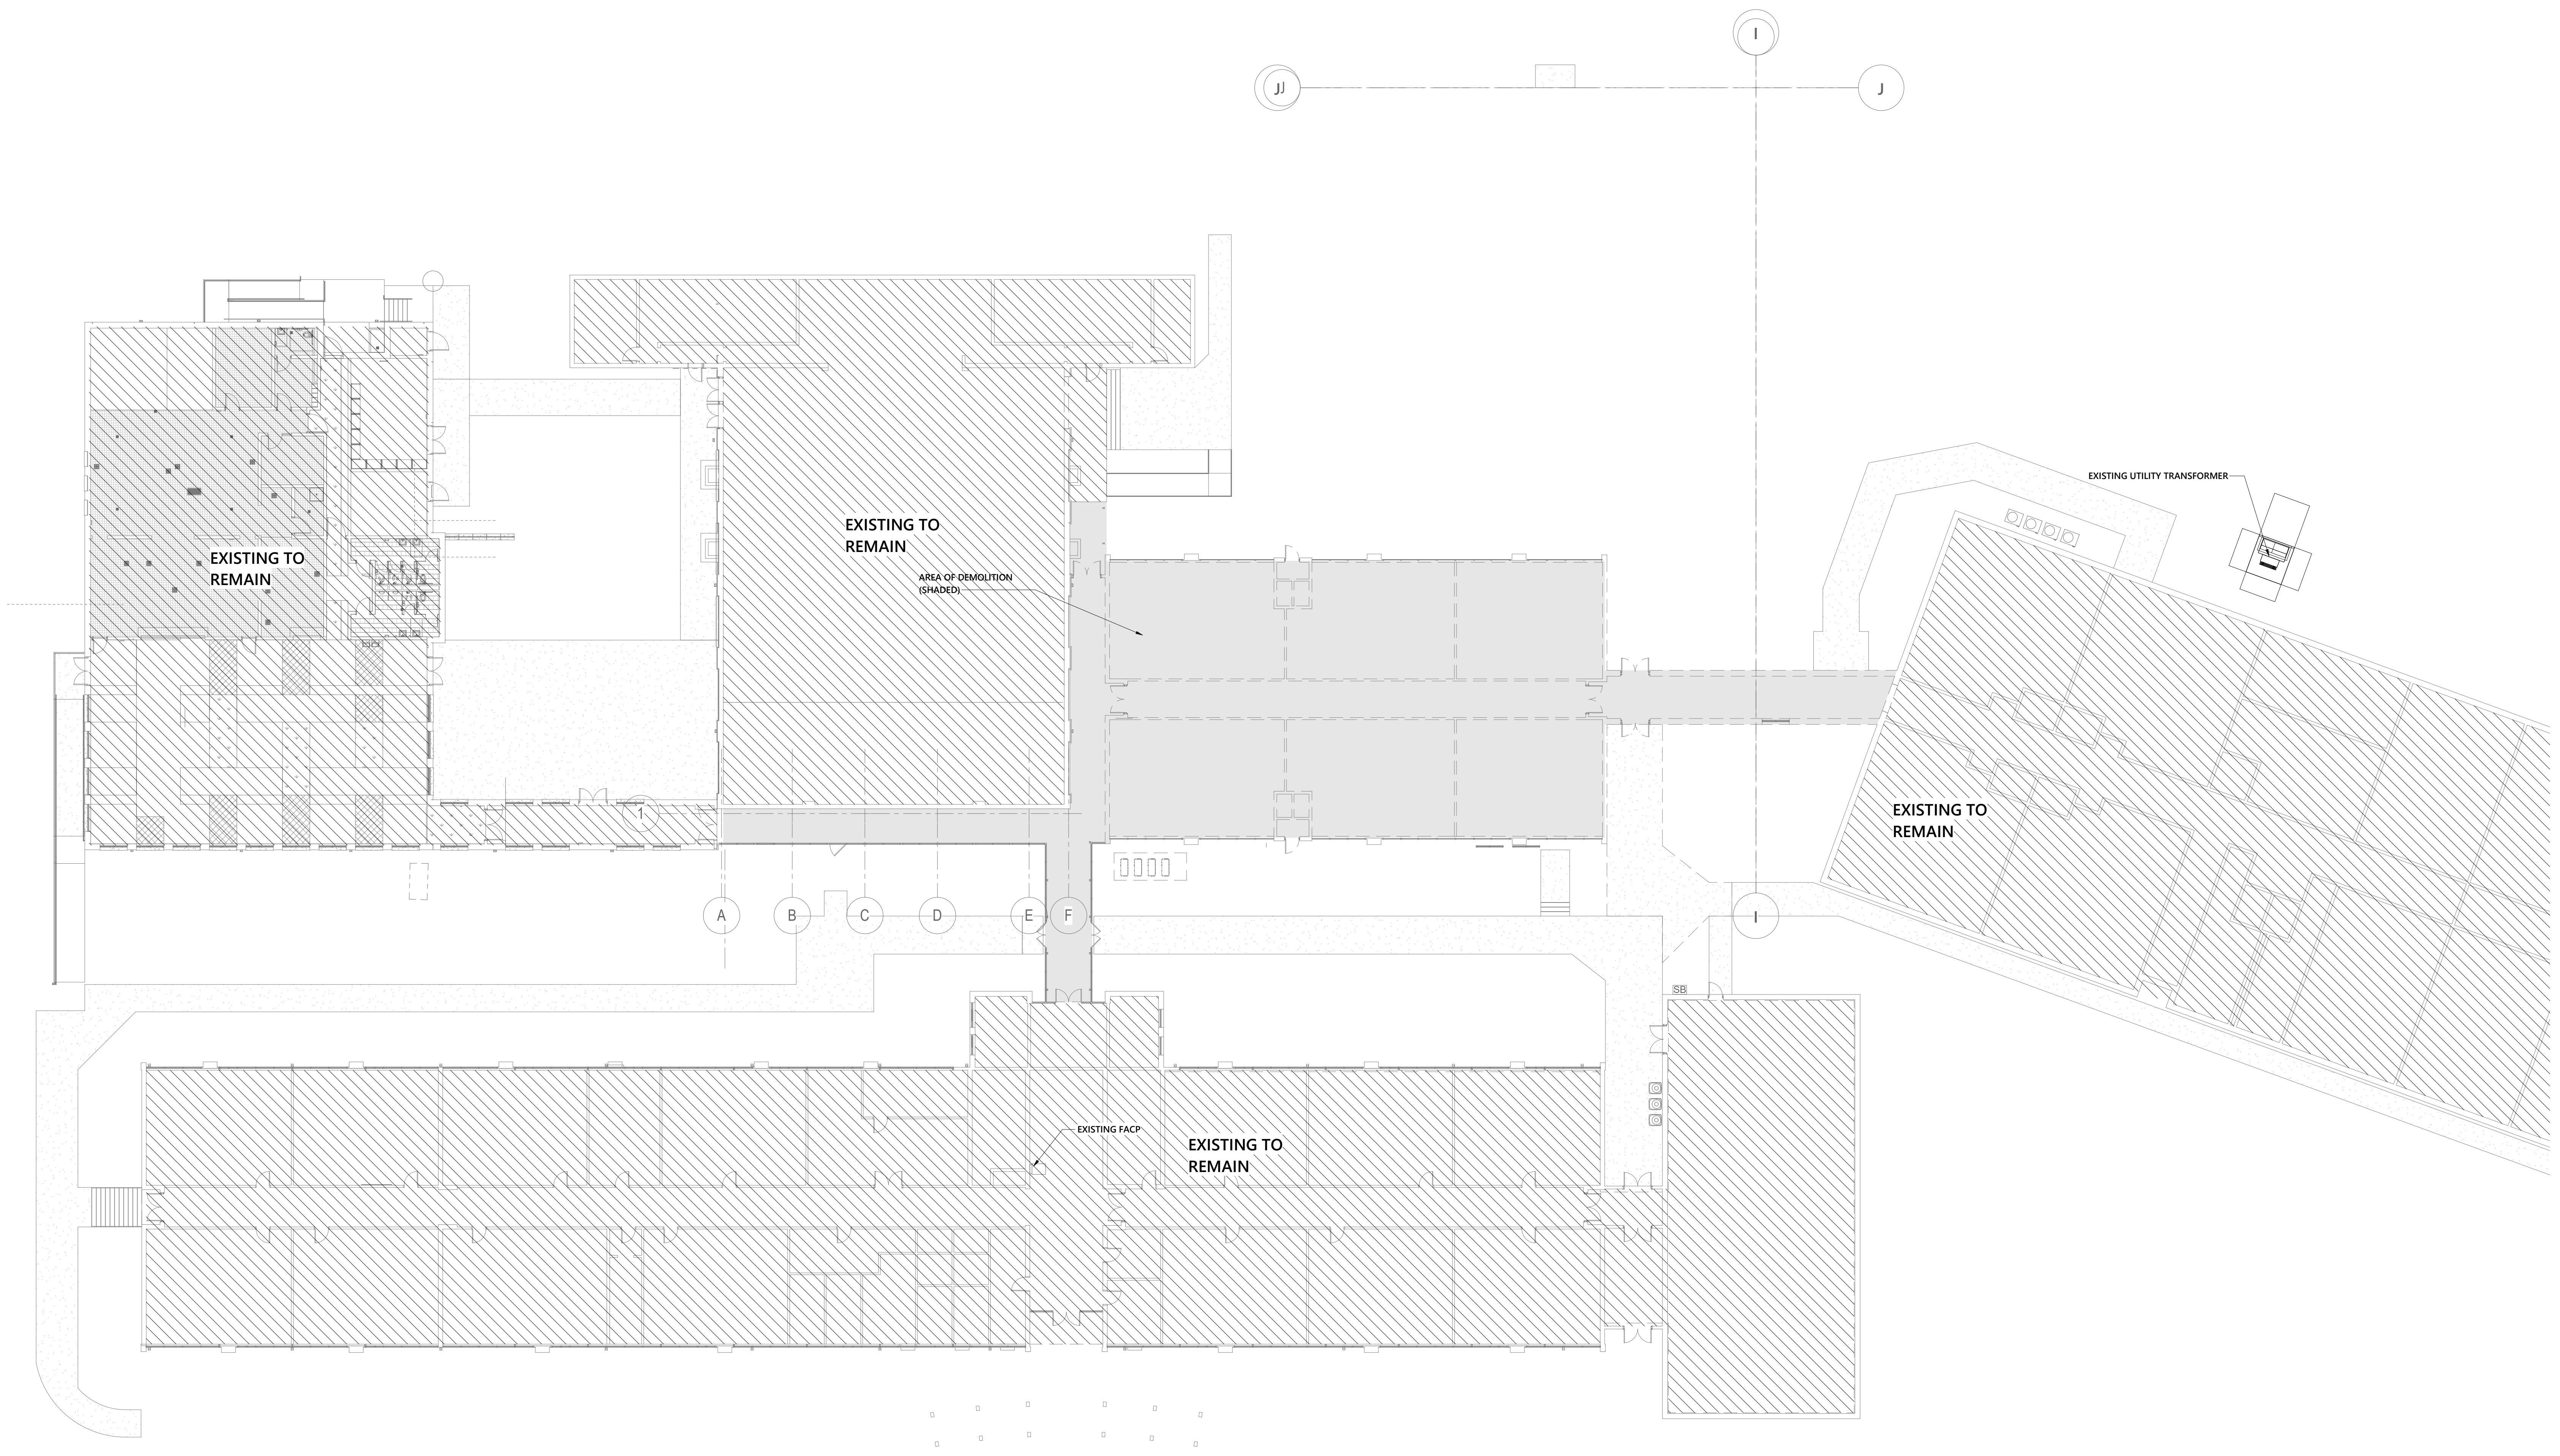 I
JJ
J
EXISTING UTILITY TRANSFORMER
EXISTING TO
REMAIN
EXISTING TO
REMAIN
AREA OF DEMOLITION
(SHADED)
EXISTING TO
REMAIN
1
A
B
C
D
E
F
I
SB
EXISTING FACP
EXISTING TO
REMAIN